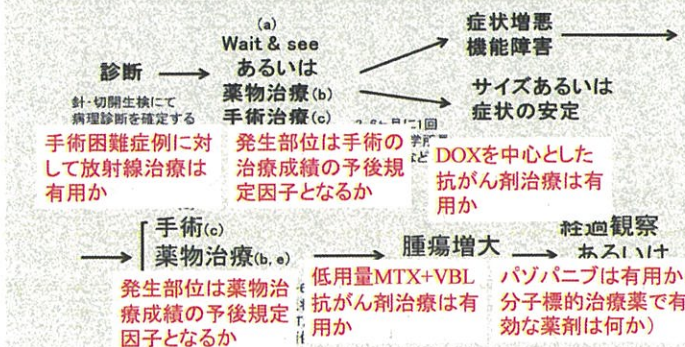 (a)
Wait & see
あるいは
薬物治療(b)
手術治療(c)
診断
針・切開生検にて
病理診断を確定する
症状増悪
機能障害
サイズあるいは
症状の安定
手術困難症例に対
して放射線治療は
有用か
発生部位は手術の
治療成績の予後規
定因子となるか
DOXを中心とした
抗がん剤治療は有
用か
手術(c)
薬物治療(b, e)
腫瘍増大
経過観察
あるいは
発生部位は薬物治
療成績の予後規定
因子となるか
低用量MTX+VBL
抗がん剤治療は有
用か
パゾパニブは有用か
分子標的治療薬で有
効な薬剤は何か）